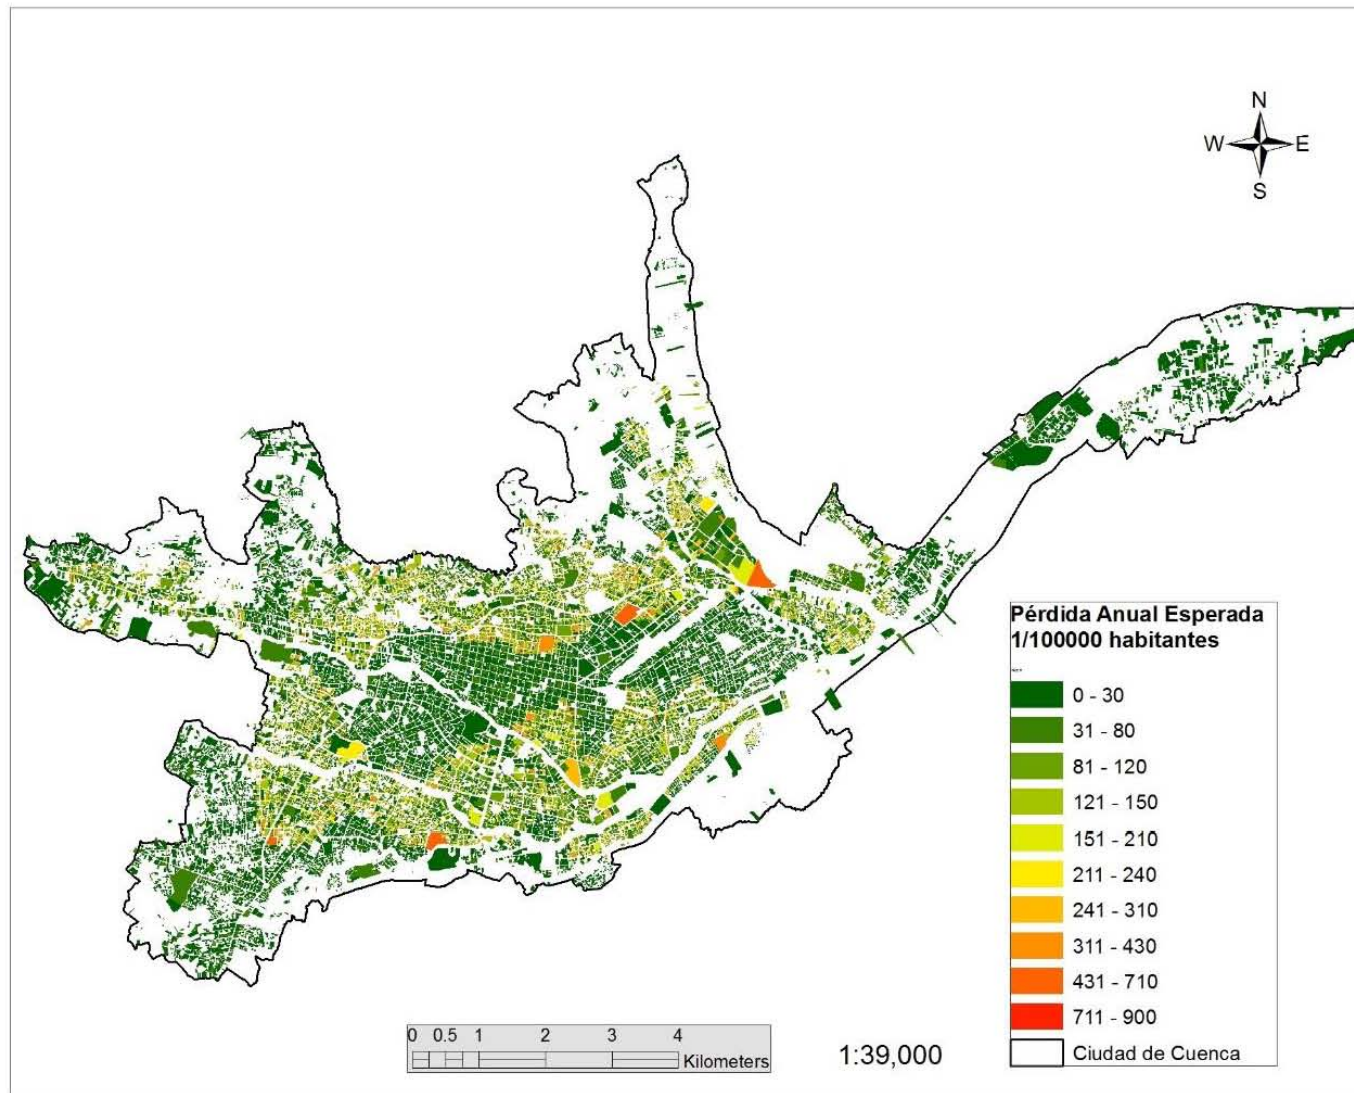 N
W E
S
Pérdida Anual Esperada
1/100000 habitantes
0 - 30
31 - 80
81 - 120
121 - 150
151 - 210
211 - 240
241 - 310
311 - 430
431 - 710
711 - 900
Ciudad de Cuenca
0 0.5 1 2 3 4
Kilometers
1:39,000